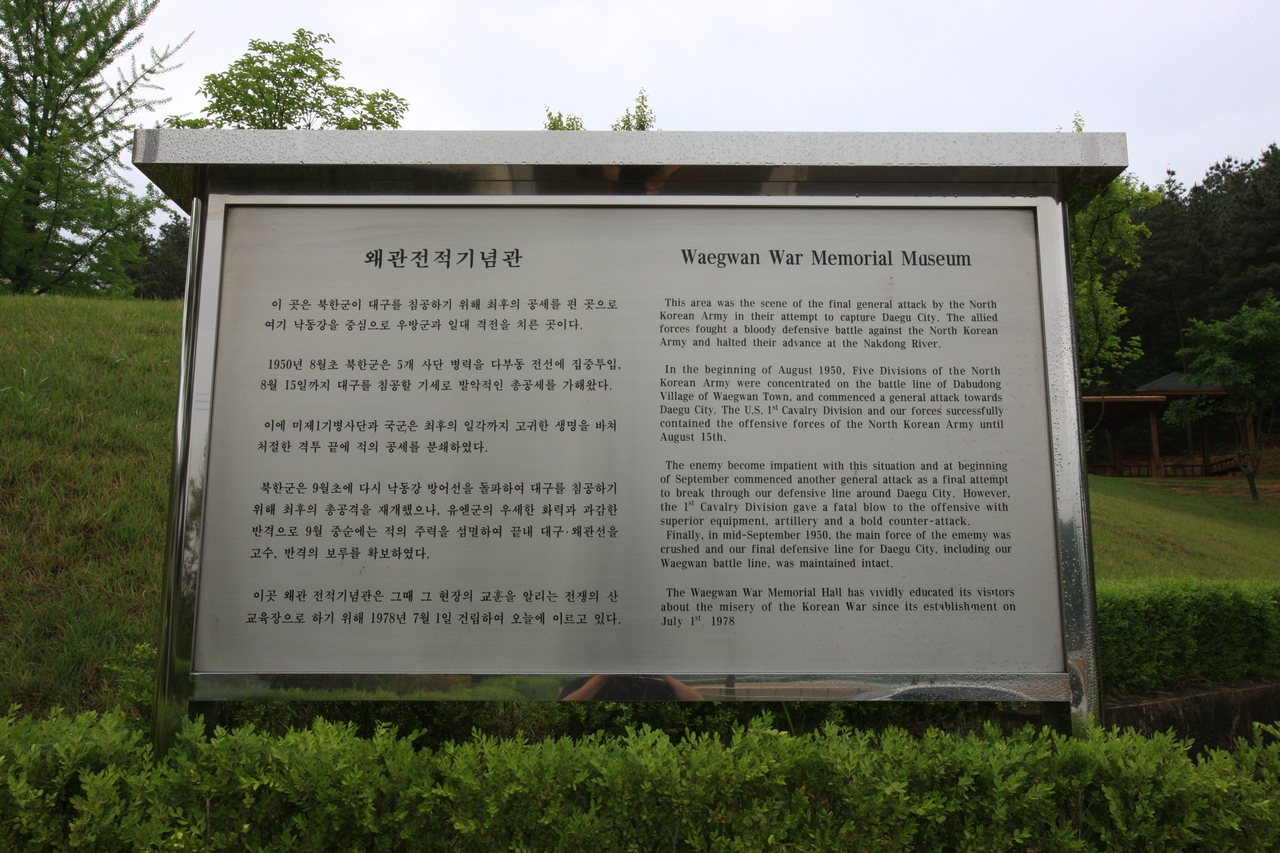 왜관전적기념관
이 곳은 북한군이 대구를 침공하기 위해 최후의 공세를 편 곳으로
여기 낙동강을 중심으로 우방군과 일대 격전을 치른 곳이다.
1950년 8월초 북한군은 5개 사단 병력을 다부동 전선에 집중투입,
8월 15일까지 대구를 침공할 기세로 발악적인 총공세를 가해왔다.
이에 미제1기병사단과 국군은 최후의 일각까지 고귀한 생명을 바쳐
처절한 격투 끝에 적의 공세를 분쇄하였다.
북한군은 9월초에 다시 낙동강 방어선을 돌파하여 대구를 침공하기
위해 최후의 총공격을 재개했으나, 유엔군의 우세한 화력과 과감한
반격으로 9월 중순에는 적의 주력을 섬멸하여 끝내 대구·왜관선을
고수, 반격의 보루를 확보하였다.
이곳 왜관 전적기념관은 그때 그 현장의 교훈을 알리는 전쟁의 산
교육장으로 하기 위해 1978년 7월 1일 건립하여 오늘에 이르고 있다.
Waegwan War Memorial Museum
This area was the scene of the final general attack by the North
Korean Army in their attempt to capture Daegu City. The allied
forces fought a bloody defensive battle against the North Korean
Army and halted their advance at the Nakdong River.
In the beginning of August 1950, Five Divisions of the North
Korean Army were concentrated on the battle line of Dabudong
Village of Waegwan Town, and commenced a general attack towards
Daegu City. The U.S. 1st Cavalry Division and our forces successfully
contained the offensive forces of the North Korean Army until
August 15th.
The enemy become impatient with this situation and at beginning
of September commenced another general attack as a final attempt
to break through our defensive line around Daegu City. However,
the 1st Cavalry Division gave a fatal blow to the offensive with
superior equipment, artillery and a bold counter-attack.
Finally, in mid-September 1950, the main force of the ememy was
crushed and our final defensive line for Daegu City, including our
Waegwan battle line, was maintained intact.
The Waegwan War Memorial Hall has vividly educated its visitors
about the misery of the Korean War since its establishment on
July 1st, 1978